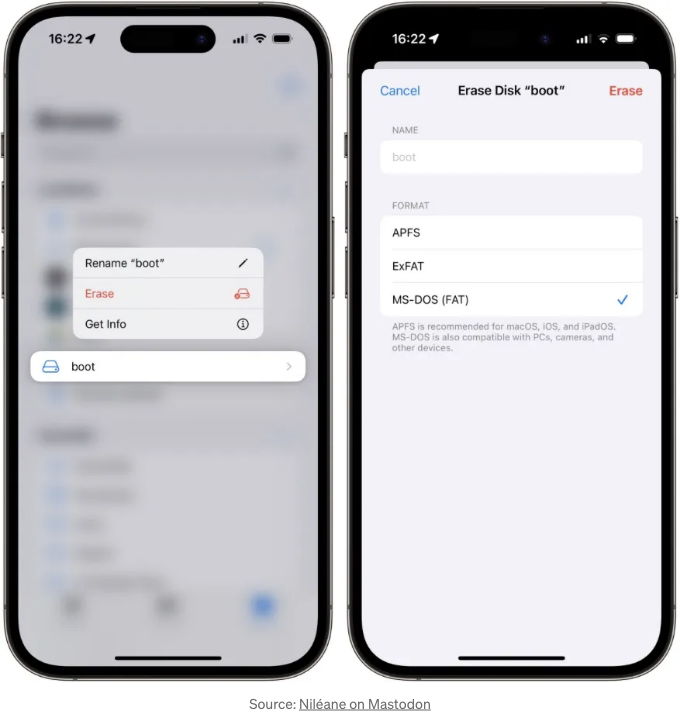 16:22
Rename “boot”
Erase
Get Info
boot
16:22
Cancel
Erase Disk “boot”
Erase
NAME
boot
FORMAT
APFS
ExFAT
MS-DOS (FAT)
APFS is recommended for macOS, iOS, and iPadOS.
MS-DOS is also compatible with PCs, cameras, and
other devices.
Source: Niléane on Mastodon